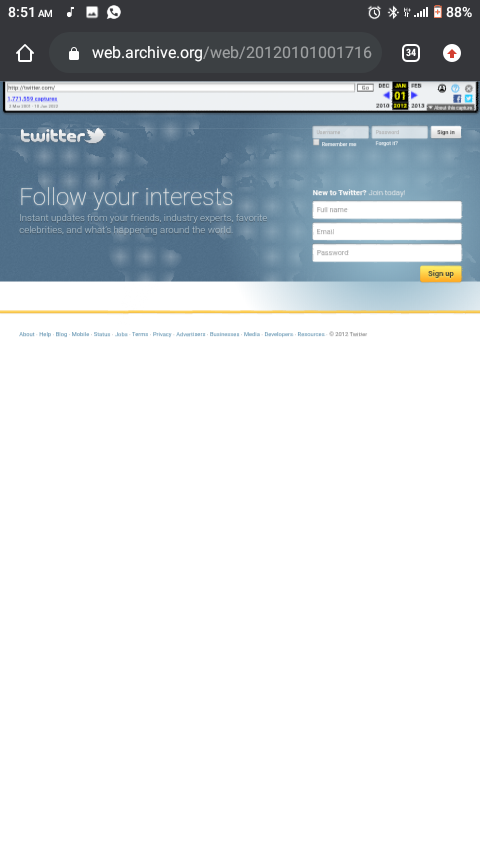 8:51 AM 88%
web.archive.org/web/20120101001716 34
http://twitter.com/ Go DEC JAN FEB
1,771,559 captures 01
2010 2012 2013 About this capture
twitter Username Password Sign in
Remember me Forgot it?
Follow your interests
Instant updates from your friends, industry experts, favorite
celebrities, and what's happening around the world.
New to Twitter? Join today!
Full name
Email
Password
Sign up
About · Help · Blog · Mobile · Status · Jobs · Terms · Privacy · Advertisers · Businesses · Media · Developers · Resources · © 2012 Twitter